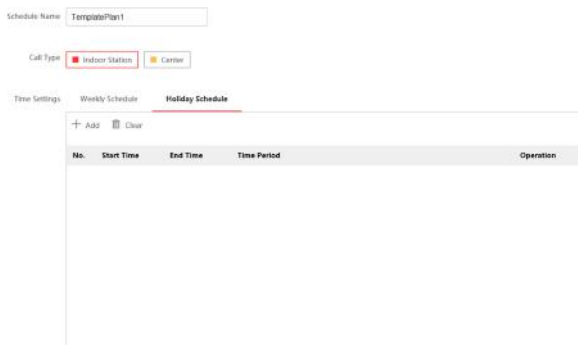 Schedule Name TemplatePlan1
Call Type Indoor Station Center
Time Settings Weekly Schedule Holiday Schedule
+ Add Clear
No. Start Time End Time Time Period Operation